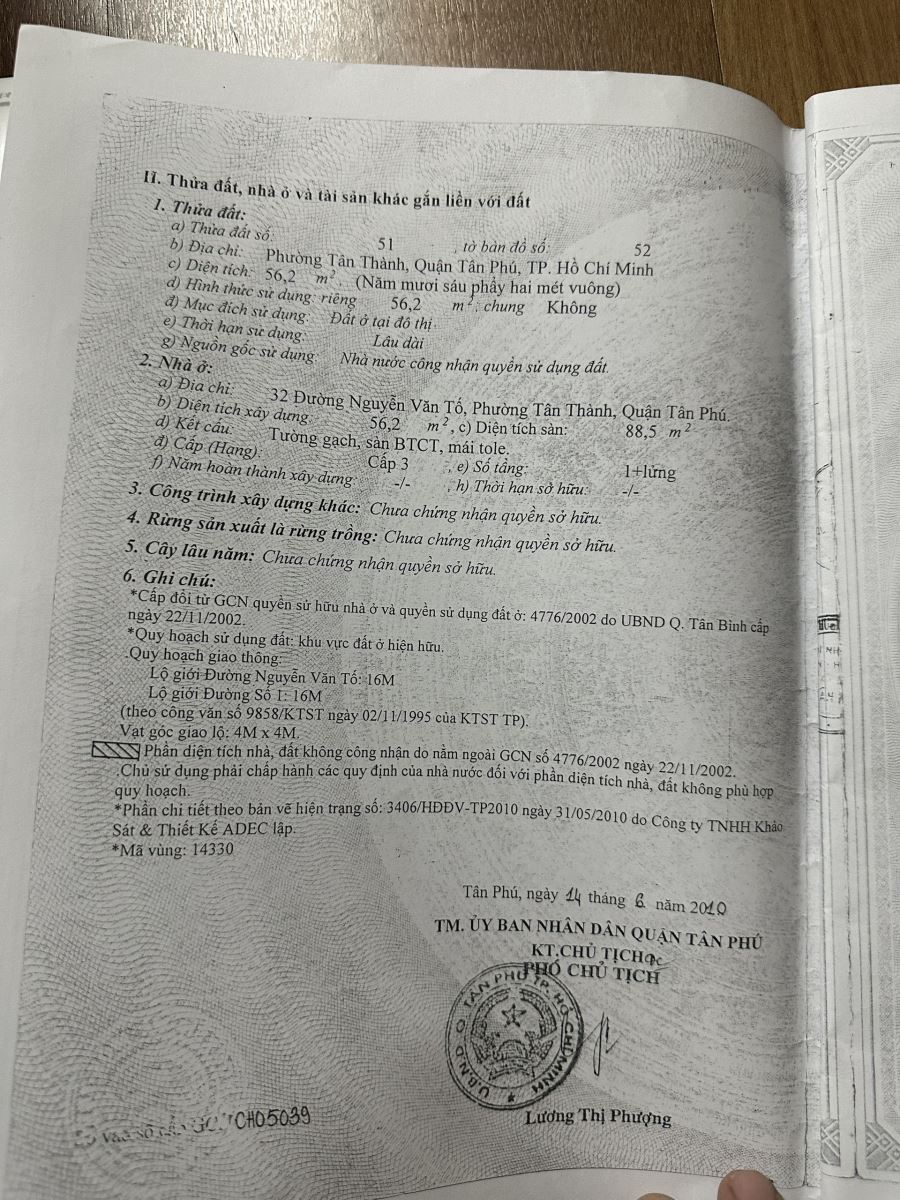 II. Thửa đất, nhà ở và tài sản khác gắn liền với đất
1. Thửa đất:
a) Thửa đất số: 51 , tờ bản đồ số: 52
b) Địa chỉ: Phường Tân Thành, Quận Tân Phú, TP. Hồ Chí Minh
c) Diện tích: 56,2 m², (Năm mươi sáu phẩy hai mét vuông)
d) Hình thức sử dụng: riêng 56,2 m²; chung Không
đ) Mục đích sử dụng: Đất ở tại đô thị
e) Thời hạn sử dụng: Lâu dài
g) Nguồn gốc sử dụng Nhà nước công nhận quyền sử dụng đất.
2. Nhà ở:
a) Địa chỉ: 32 Đường Nguyễn Văn Tố, Phường Tân Thành, Quận Tân Phú
b) Diện tích xây dựng: 56,2 m², c) Diện tích sàn: 88,5 m²
d) Kết cấu: Tường gạch, sàn BTCT, mái tole.
đ) Cấp (Hạng): Cấp 3 , e) Số tầng: 1+lửng
f) Năm hoàn thành xây dựng: -/- , h) Thời hạn sở hữu: -/-
3. Công trình xây dựng khác: Chưa chứng nhận quyền sở hữu.
4. Rừng sản xuất là rừng trồng: Chưa chứng nhận quyền sở hữu.
5. Cây lâu năm: Chưa chứng nhận quyền sở hữu.
6. Ghi chú:
*Cấp đổi từ GCN quyền sử hữu nhà ở và quyền sử dụng đất ở: 4776/2002 do UBND Q. Tân Bình cấp
ngày 22/11/2002.
*Quy hoạch sử dụng đất: khu vực đất ở hiện hữu.
.Quy hoạch giao thông:
Lộ giới Đường Nguyễn Văn Tố: 16M
Lộ giới Đường Số 1: 16M
(theo công văn số 9858/KTST ngày 02/11/1995 của KTST TP).
Vạt góc giao lộ: 4M x 4M.
Phần diện tích nhà, đất không công nhận do nằm ngoài GCN số 4776/2002 ngày 22/11/2002.
.Chủ sử dụng phải chấp hành các quy định của nhà nước đối với phần diện tích nhà, đất không phù hợp
quy hoạch.
*Phần chi tiết theo bản vẽ hiện trạng số: 3406/HĐĐV-TP2010 ngày 31/05/2010 do Công ty TNHH Khảo
Sát & Thiết Kế ADEC lập.
*Mã vùng: 14330
Tân Phú, ngày 14 tháng 6 năm 2010
TM. ỦY BAN NHÂN DÂN QUẬN TÂN PHÚ
KT.CHỦ TỊCH
PHÓ CHỦ TỊCH
U.B.N.D Q. TÂN PHÚ TP. HỒ CHÍ MINH
Lương Thị Phượng
CH05039